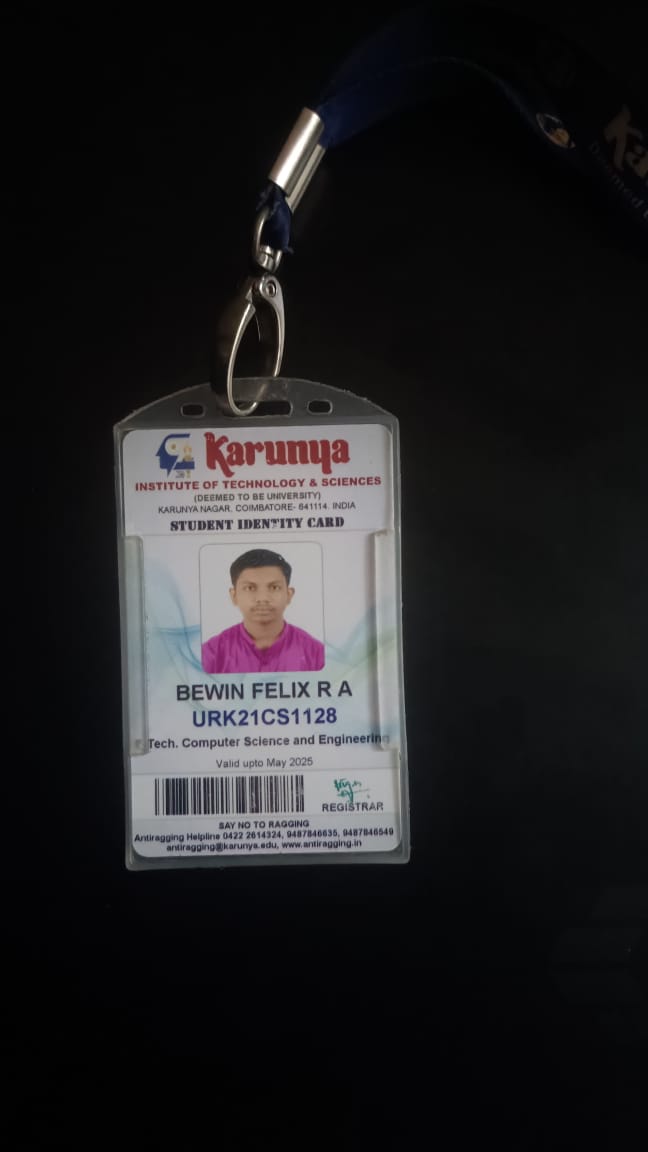 Karunya
INSTITUTE OF TECHNOLOGY & SCIENCES
(DEEMED TO BE UNIVERSITY)
KARUNYA NAGAR, COIMBATORE- 641114. INDIA
STUDENT IDENTITY CARD
BEWIN FELIX R A
URK21CS1128
Tech. Computer Science and Engineering
Valid upto May 2025
REGISTRAR
SAY NO TO RAGGING
Antiragging Helpline 0422 2614324, 9487846635, 9487846549
antiragging@karunya.edu, www.antiragging.in